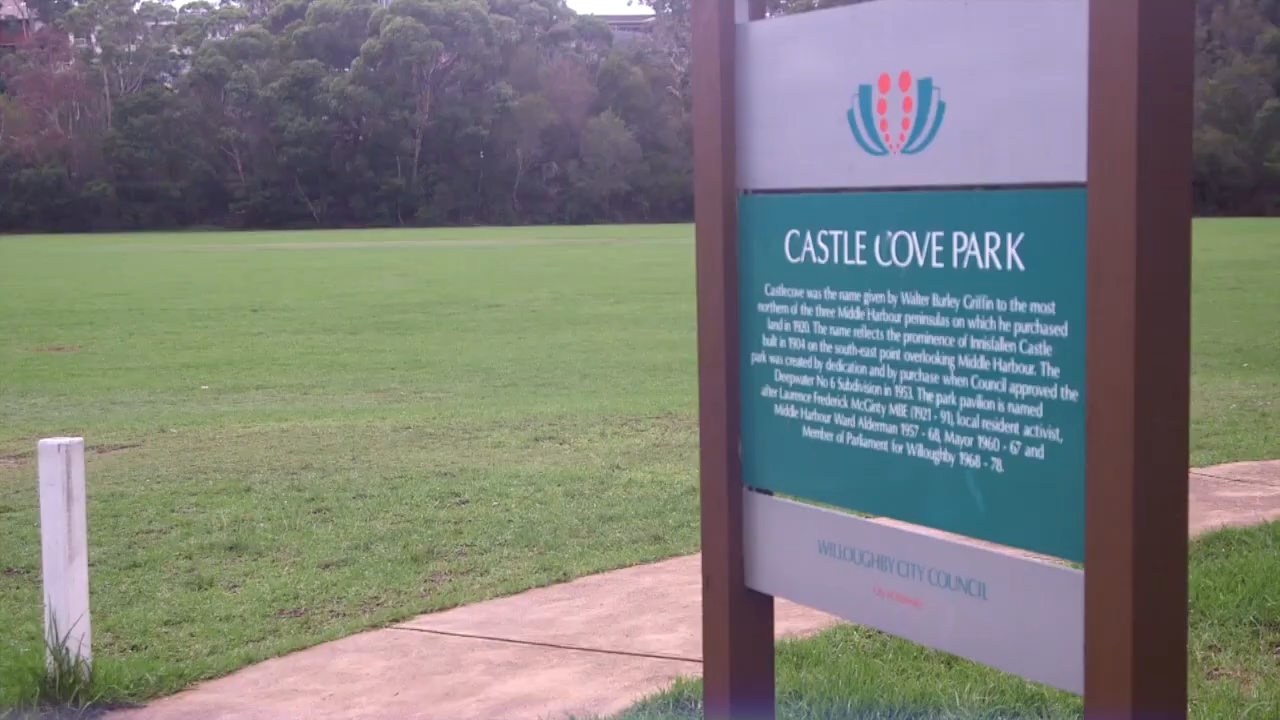 CASTLE COVE PARK
Castlecove was the name given by Walter Burley Griffin to the most
northern of the three Middle Harbour peninsulas on which he purchased
land in 1920. The name reflects the prominence of Innisfallen Castle
built in 1904 on the south-east point overlooking Middle Harbour. The
park was created by dedication and by purchase when Council approved the
Deepwater No 6 Subdivision in 1953. The park pavilion is named
after Laurence Frederick McGinty MBE (1921 - 91), local resident activist,
Middle Harbour Ward Alderman 1957 - 68, Mayor 1960 - 67 and
Member of Parliament for Willoughby 1968 - 78.
WILLOUGHBY CITY COUNCIL